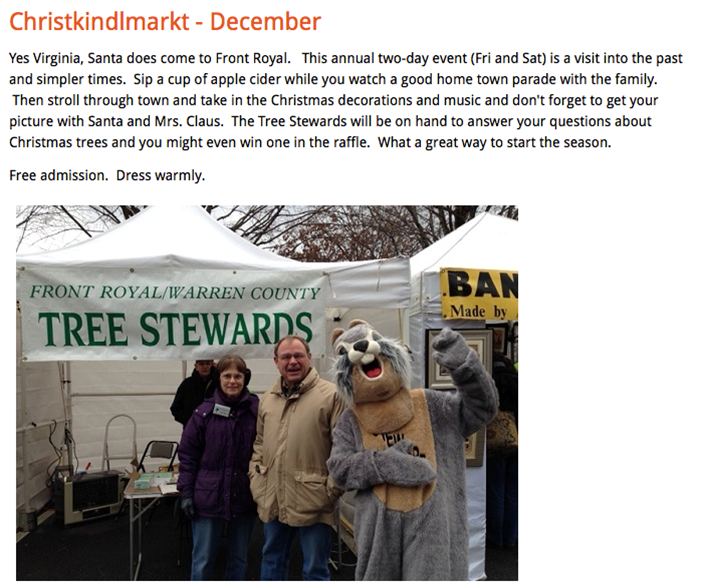 Christkindlmarkt - December
Yes Virginia, Santa does come to Front Royal.   This annual two-day event (Fri and Sat) is a visit into the past
and simpler times.  Sip a cup of apple cider while you watch a good home town parade with the family.
Then stroll through town and take in the Christmas decorations and music and don't forget to get your
picture with Santa and Mrs. Claus.  The Tree Stewards will be on hand to answer your questions about
Christmas trees and you might even win one in the raffle.  What a great way to start the season.
Free admission.  Dress warmly.
FRONT ROYAL/WARREN COUNTY
TREE STEWARDS
BAN
Made by